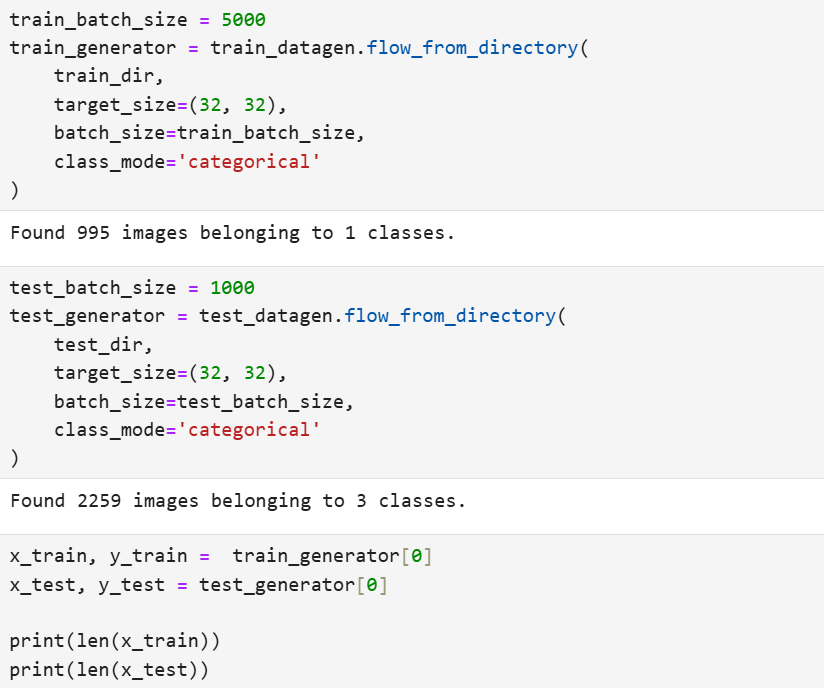 train_batch_size = 5000
train_generator = train_datagen.flow_from_directory(
    train_dir,
    target_size=(32, 32),
    batch_size=train_batch_size,
    class_mode='categorical'
)
Found 995 images belonging to 1 classes.
test_batch_size = 1000
test_generator = test_datagen.flow_from_directory(
    test_dir,
    target_size=(32, 32),
    batch_size=test_batch_size,
    class_mode='categorical'
)
Found 2259 images belonging to 3 classes.
x_train, y_train =  train_generator[0]
x_test, y_test = test_generator[0]
print(len(x_train))
print(len(x_test))